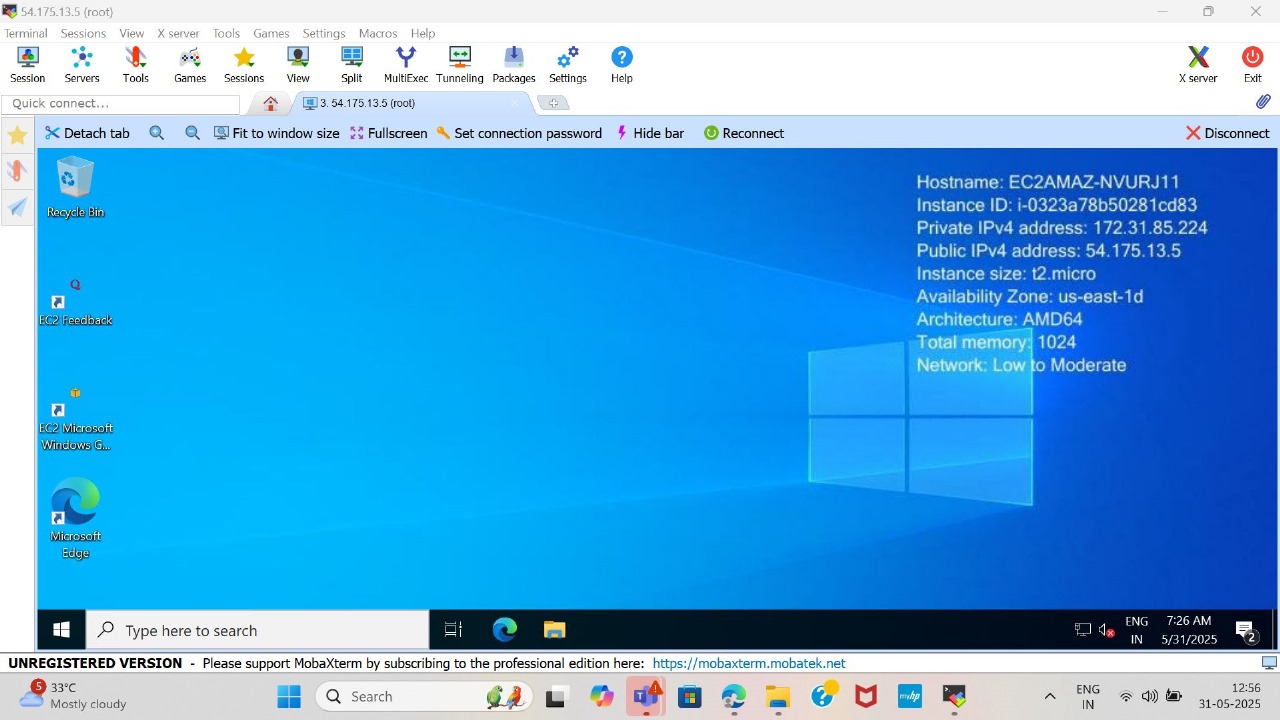 54.175.13.5 (root)
Terminal Sessions View X server Tools Games Settings Macros Help
Session Servers Tools Games Sessions View Split MultiExec Tunneling Packages Settings Help X server Exit
Quick connect...
3. 54.175.13.5 (root)
Detach tab Fit to window size Fullscreen Set connection password Hide bar Reconnect Disconnect
Recycle Bin
EC2 Feedback
EC2 Microsoft
Windows G...
Microsoft
Edge
Hostname: EC2AMAZ-NVURJ11
Instance ID: i-0323a78b50281cd83
Private IPv4 address: 172.31.85.224
Public IPv4 address: 54.175.13.5
Instance size: t2.micro
Availability Zone: us-east-1d
Architecture: AMD64
Total memory: 1024
Network: Low to Moderate
Type here to search
ENG
IN
7:26 AM
5/31/2025
2
UNREGISTERED VERSION - Please support MobaXterm by subscribing to the professional edition here: https://mobaxterm.mobatek.net
5
33°C
Mostly cloudy
Search
myhp
ENG
IN
12:56
31-05-2025